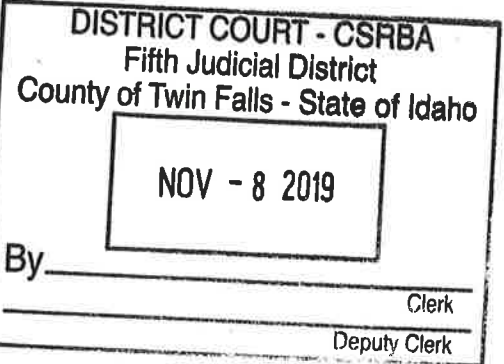 DISTRICT COURT - CSRBA
Fifth Judicial District
County of Twin Falls - State of Idaho
NOV - 8 2019
By
Clerk
Deputy Clerk